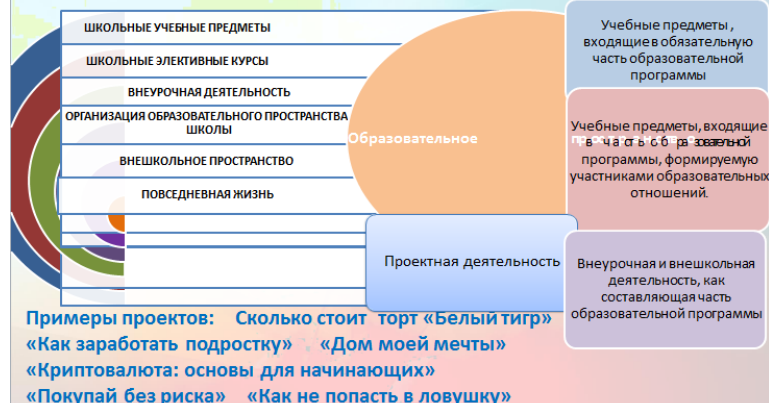 ШКОЛЬНЫЕ УЧЕБНЫЕ ПРЕДМЕТЫ
ШКОЛЬНЫЕ ЭЛЕКТИВНЫЕ КУРСЫ
ВНЕУРОЧНАЯ ДЕЯТЕЛЬНОСТЬ
ОРГАНИЗАЦИЯ ОБРАЗОВАТЕЛЬНОГО ПРОСТРАНСТВА
ШКОЛЫ
ВНЕШКОЛЬНОЕ ПРОСТРАНСТВО
ПОВСЕДНЕВНАЯ ЖИЗНЬ
Образовательное
Проектная деятельность
Учебные предметы ,
входящие в обязательную
часть образовательной
программы
Учебные предметы, входящие
в часть образовательной
программы, формируемую
участниками образовательных
отношений.
Внеурочная и внешкольная
деятельность, как
составляющая часть
образовательной программы
Примеры проектов: Сколько стоит торт «Белый тигр»
«Как заработать подростку» «Дом моей мечты»
«Криптовалюта: основы для начинающих»
«Покупай без риска» «Как не попасть в ловушку»